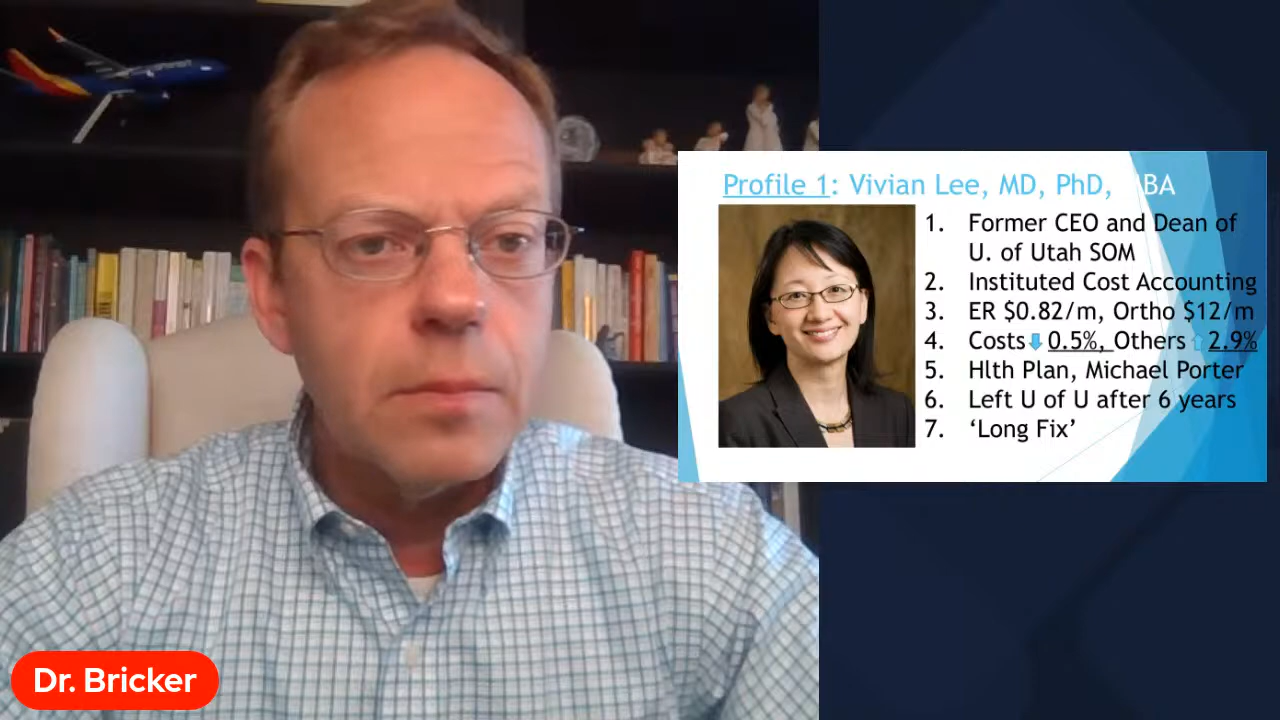 Profile 1: Vivian Lee, MD, PhD, MBA
1. Former CEO and Dean of
U. of Utah SOM
2. Instituted Cost Accounting
3. ER $0.82/m, Ortho $12/m
4. Costs⬇0.5%, Others ⬆2.9%
5. Hlth Plan, Michael Porter
6. Left U of U after 6 years
7. ‘Long Fix’
Dr. Bricker